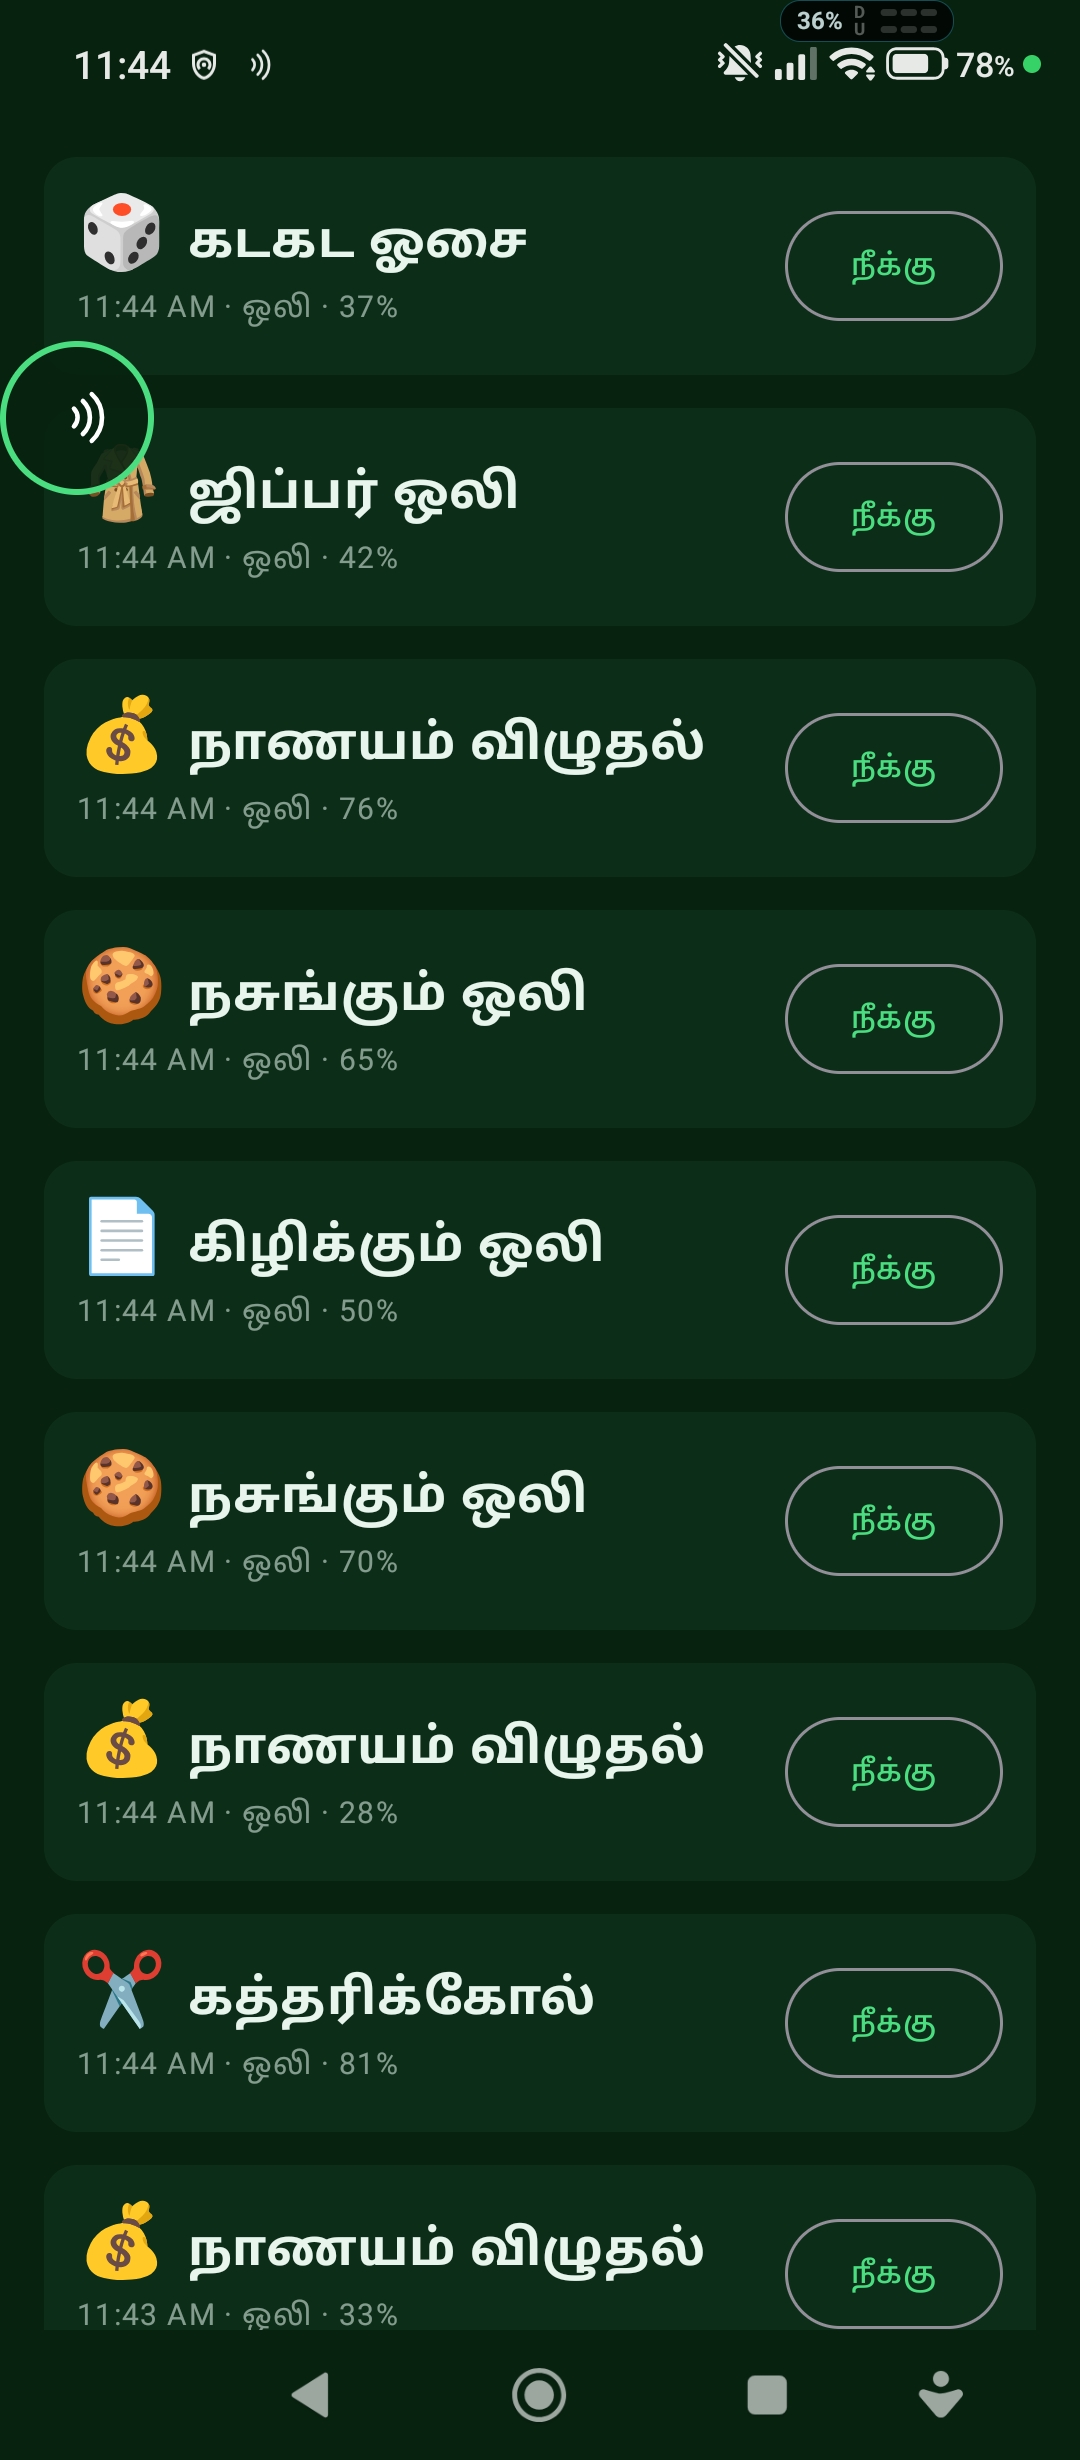 36% D U
11:44 78%
கடகட ஓசை
11:44 AM · ஒலி · 37%
நீக்கு
ஜிப்பர் ஒலி
11:44 AM · ஒலி · 42%
நீக்கு
நாணயம் விழுதல்
11:44 AM · ஒலி · 76%
நீக்கு
நசுங்கும் ஒலி
11:44 AM · ஒலி · 65%
நீக்கு
கிழிக்கும் ஒலி
11:44 AM · ஒலி · 50%
நீக்கு
நசுங்கும் ஒலி
11:44 AM · ஒலி · 70%
நீக்கு
நாணயம் விழுதல்
11:44 AM · ஒலி · 28%
நீக்கு
கத்தரிக்கோல்
11:44 AM · ஒலி · 81%
நீக்கு
நாணயம் விழுதல்
11:43 AM · ஒலி · 33%
நீக்கு